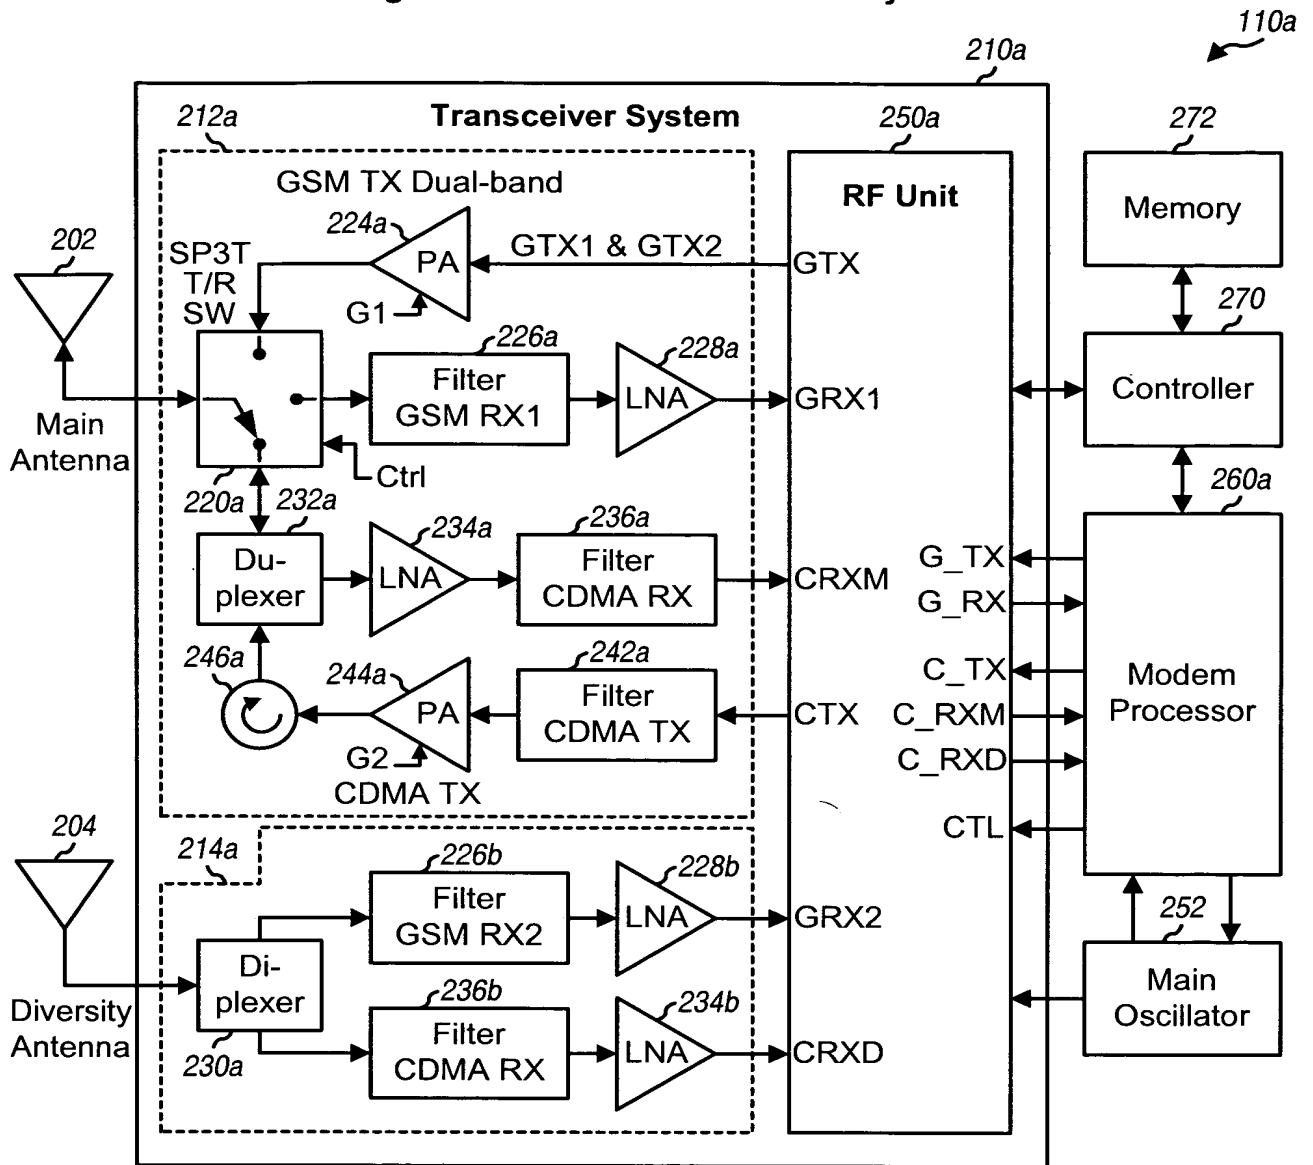 110a
210a
Transceiver System
212a
250a
272
GSM TX Dual-band
RF Unit
Memory
224a
202
SP3T
T/R
SW
PA
GTX1 & GTX2
GTX
G1
270
226a
228a
Filter
GSM RX1
LNA
GRX1
Controller
Main
Antenna
Ctrl
220a
232a
260a
234a
236a
Du-
plexer
LNA
Filter
CDMA RX
CRXM
G_TX
G_RX
246a
244a
242a
C_TX
Modem
Processor
PA
Filter
CDMA TX
CTX
C_RXM
G2
C_RXD
CDMA TX
204
214a
CTL
226b
228b
Filter
GSM RX2
LNA
GRX2
252
Di-
plexer
236b
234b
Main
Oscillator
Diversity
Antenna
230a
Filter
CDMA RX
LNA
CRXD